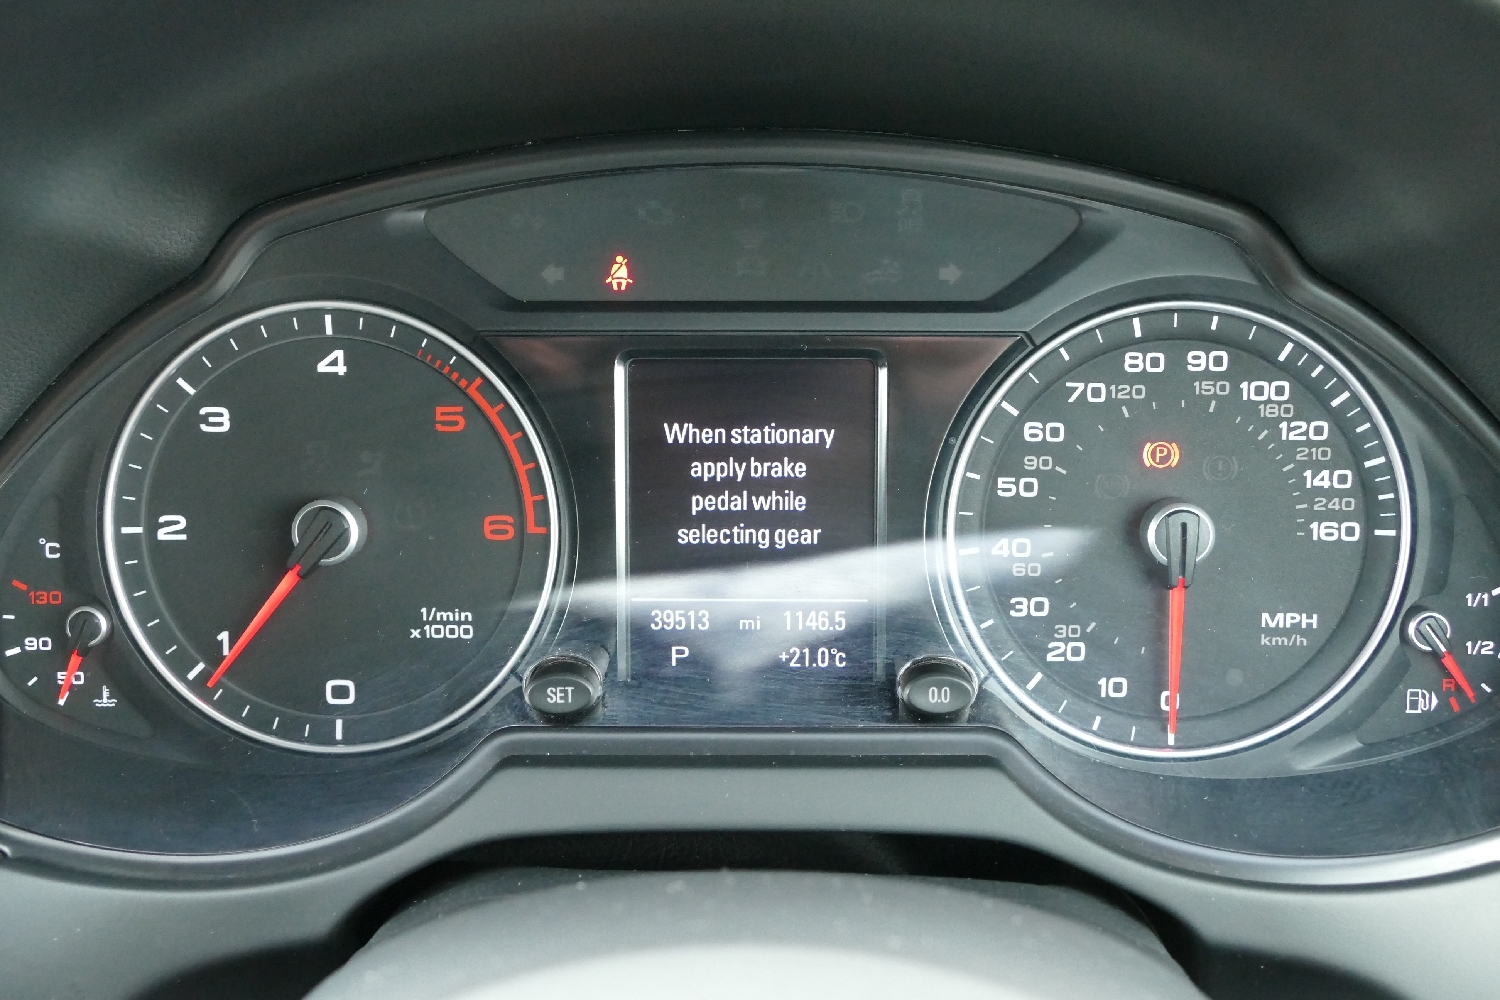 When stationary
apply brake
pedal while
selecting gear
39513 mi 1146.5
P +21.0°C
SET
0.0
4
3
5
2
6
1
0
1/min
x1000
°C
130
90
50
80 90
70 120 150 100
180
60 120
90 210
50 140
240
160
40
60
30
30
20
10
0
MPH
km/h
P
1/1
1/2
R